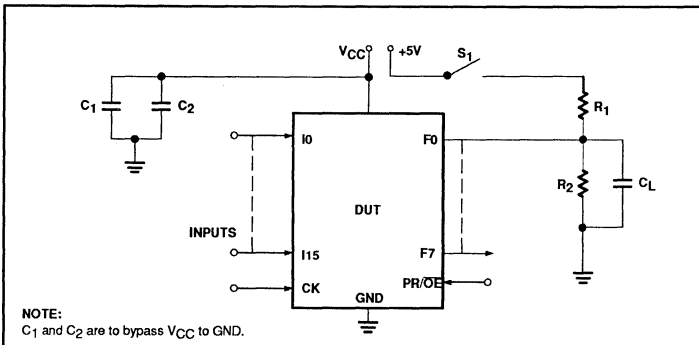 VCC +5V S1
C1 C2 R1
I0 F0
R2 CL
DUT
INPUTS
I15 F7
CK PR/OE
GND
NOTE:
C1 and C2 are to bypass VCC to GND.